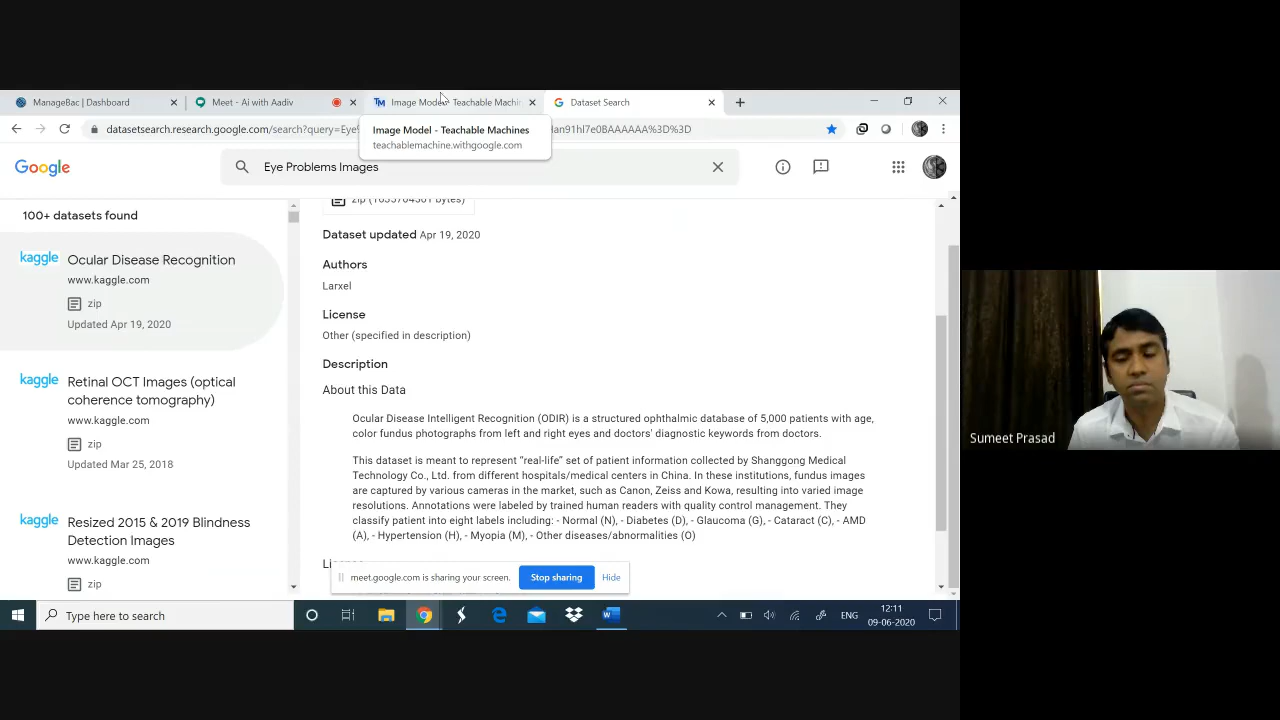 ManageBac | Dashboard
Meet - Ai with Aadiv
Image Model - Teachable Machin
Dataset Search
datasetsearch.research.google.com/search?query=Eye
an91hl7e0BAAAAAA%3D%3D
Image Model - Teachable Machines
teachablemachine.withgoogle.com
Google
Eye Problems Images
100+ datasets found
kaggle
Ocular Disease Recognition
www.kaggle.com
zip
Updated Apr 19, 2020
kaggle
Retinal OCT Images (optical
coherence tomography)
www.kaggle.com
zip
Updated Mar 25, 2018
kaggle
Resized 2015 & 2019 Blindness
Detection Images
www.kaggle.com
zip
zip
bytes)
Dataset updated Apr 19, 2020
Authors
Larxel
License
Other (specified in description)
Description
About this Data
Ocular Disease Intelligent Recognition (ODIR) is a structured ophthalmic database of 5,000 patients with age,
color fundus photographs from left and right eyes and doctors' diagnostic keywords from doctors.
This dataset is meant to represent “real-life” set of patient information collected by Shanggong Medical
Technology Co., Ltd. from different hospitals/medical centers in China. In these institutions, fundus images
are captured by various cameras in the market, such as Canon, Zeiss and Kowa, resulting into varied image
resolutions. Annotations were labeled by trained human readers with quality control management. They
classify patient into eight labels including: - Normal (N), - Diabetes (D), - Glaucoma (G), - Cataract (C), - AMD
(A), - Hypertension (H), - Myopia (M), - Other diseases/abnormalities (O)
meet.google.com is sharing your screen.
Stop sharing
Hide
Type here to search
ENG
12:11
09-06-2020
Sumeet Prasad